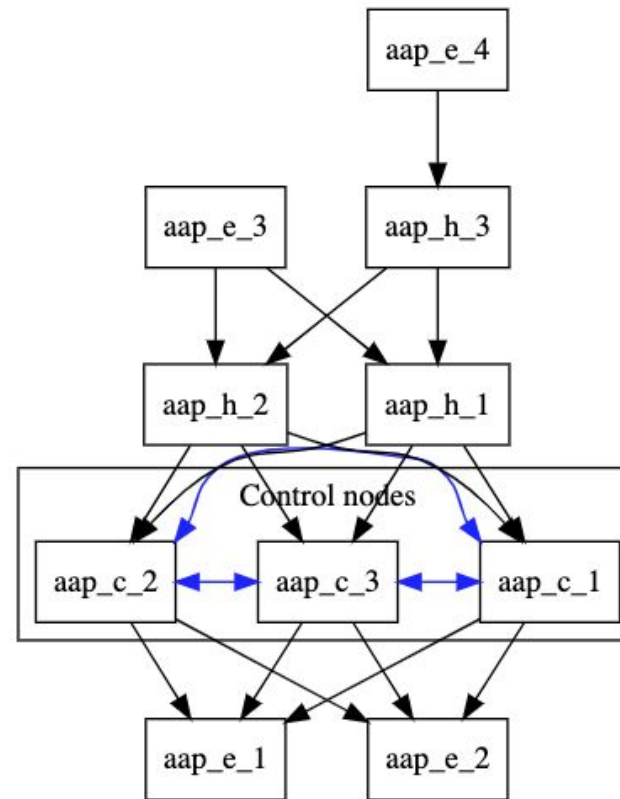 aap_e_4
aap_e_3
aap_h_3
aap_h_2
aap_h_1
Control nodes
aap_c_2
aap_c_3
aap_c_1
aap_e_1
aap_e_2